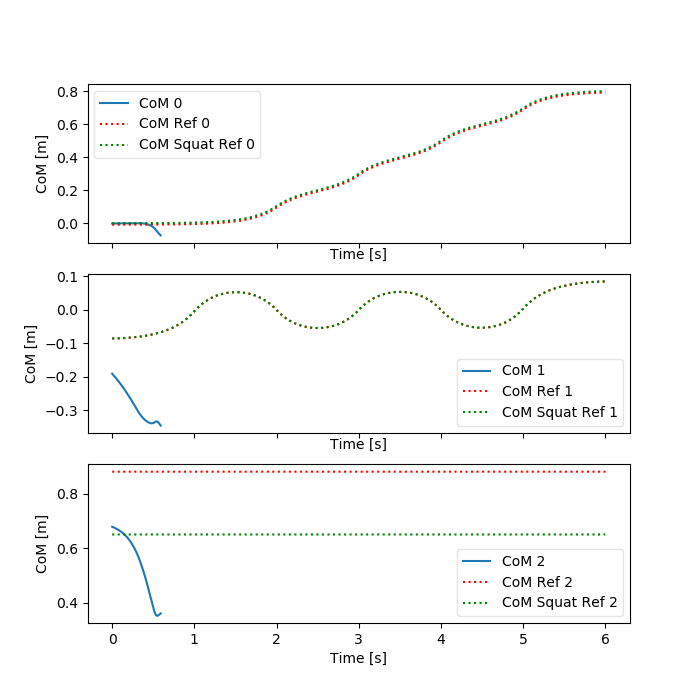 0.8
0.6
0.4
0.2
0.0
CoM [m]
CoM 0
CoM Ref 0
CoM Squat Ref 0
Time [s]
0.1
0.0
−0.1
−0.2
−0.3
CoM [m]
CoM 1
CoM Ref 1
CoM Squat Ref 1
Time [s]
0.8
0.6
0.4
CoM [m]
CoM 2
CoM Ref 2
CoM Squat Ref 2
0 1 2 3 4 5 6
Time [s]